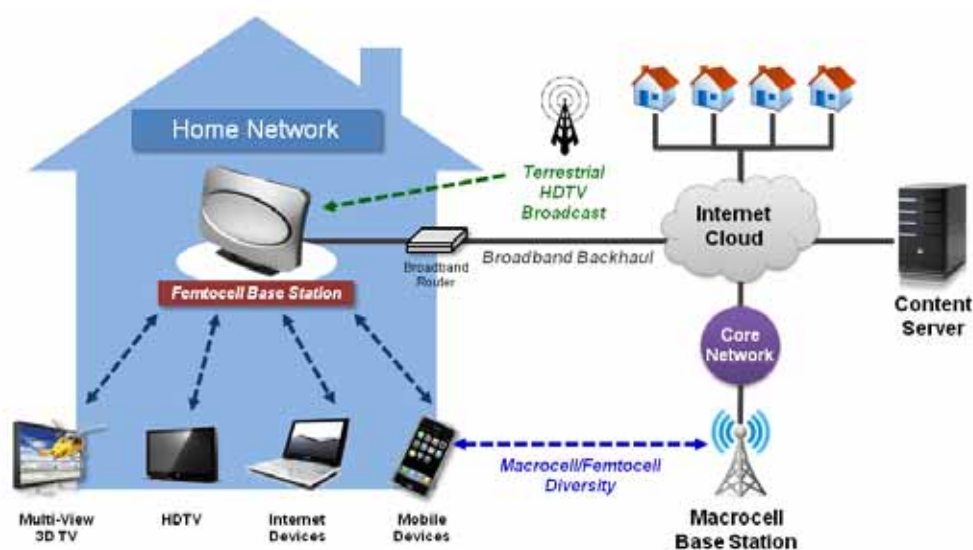 Home Network
Terrestrial
HDTV
Broadcast
Internet
Cloud
Broadband
Router
Broadband Backhaul
Femtocell Base Station
Content
Server
Core
Network
Macrocell/Femtocell
Diversity
Multi-View
3D TV
HDTV
Internet
Devices
Mobile
Devices
Macrocell
Base Station